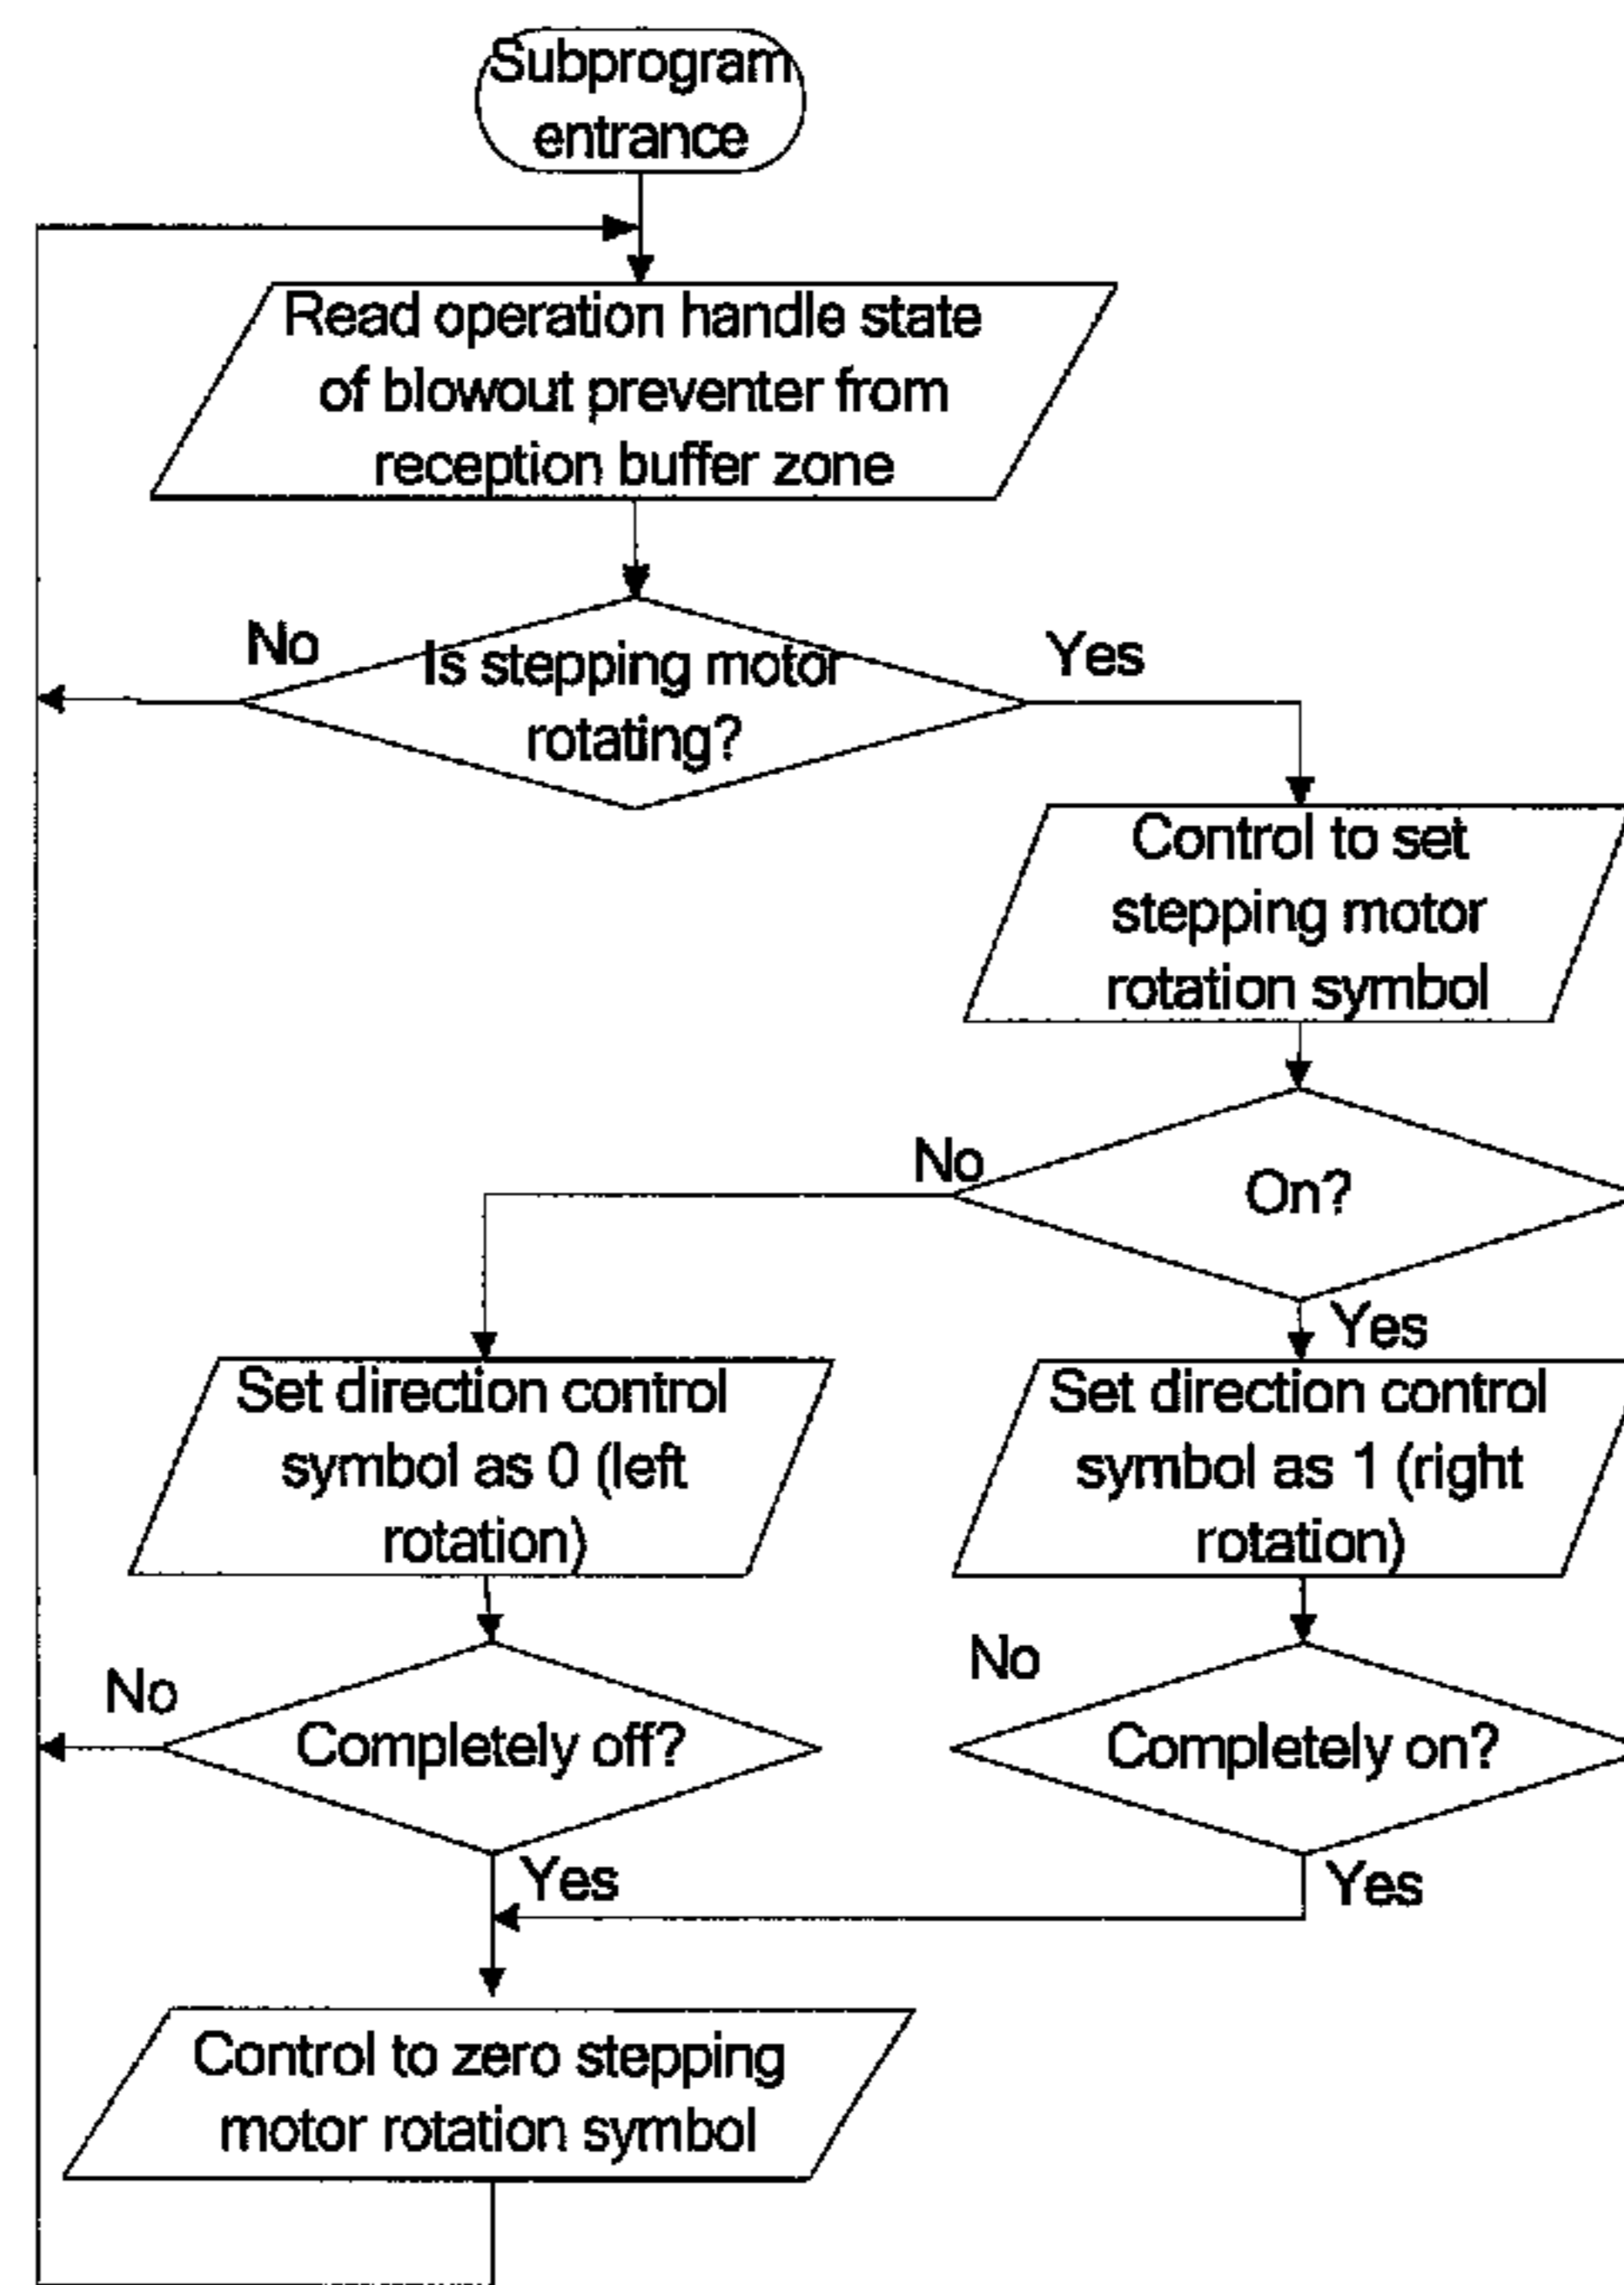 Subprogram
entrance
Read operation handle state
of blowout preventer from
reception buffer zone
No
Yes
Is stepping motor
rotating?
Control to set
stepping motor
rotation symbol
No
On?
Yes
Set direction control
symbol as 0 (left
rotation)
Set direction control
symbol as 1 (right
rotation)
No
Completely off?
Yes
No
Completely on?
Yes
Control to zero stepping
motor rotation symbol